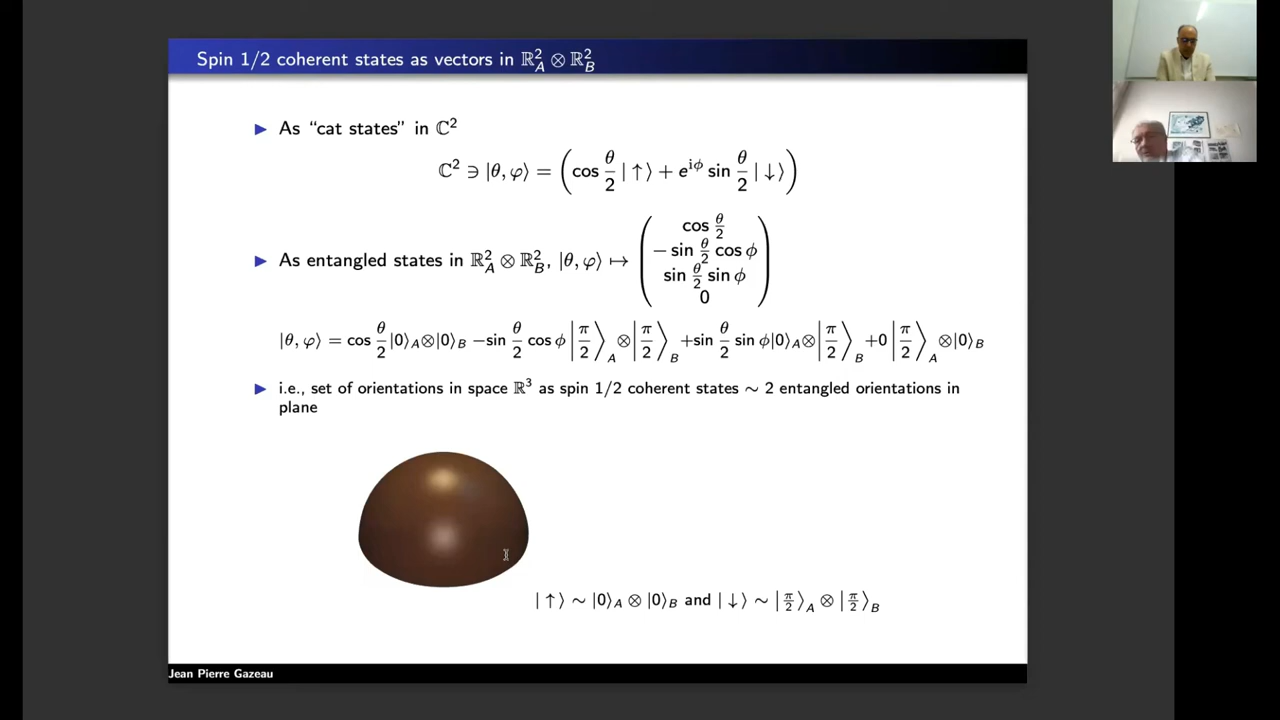 Spin 1/2 coherent states as vectors in ℝ²_A ⊗ ℝ²_B
▶ As “cat states” in ℂ²
ℂ² ∋ |θ, φ⟩ = (cos θ/2 |↑⟩ + e^{iϕ} sin θ/2 |↓⟩)
▶ As entangled states in ℝ²_A ⊗ ℝ²_B, |θ, φ⟩ ↦
cos θ/2
− sin θ/2 cos ϕ
sin θ/2 sin ϕ
0
|θ, φ⟩ = cos θ/2 |0⟩_A⊗|0⟩_B −sin θ/2 cos ϕ |π/2⟩_A ⊗|π/2⟩_B +sin θ/2 sin ϕ|0⟩_A⊗|π/2⟩_B +0|π/2⟩_A ⊗|0⟩_B
▶ i.e., set of orientations in space ℝ³ as spin 1/2 coherent states ∼ 2 entangled orientations in
plane
|↑⟩ ∼ |0⟩_A ⊗ |0⟩_B and |↓⟩ ∼ |π/2⟩_A ⊗ |π/2⟩_B
Jean Pierre Gazeau